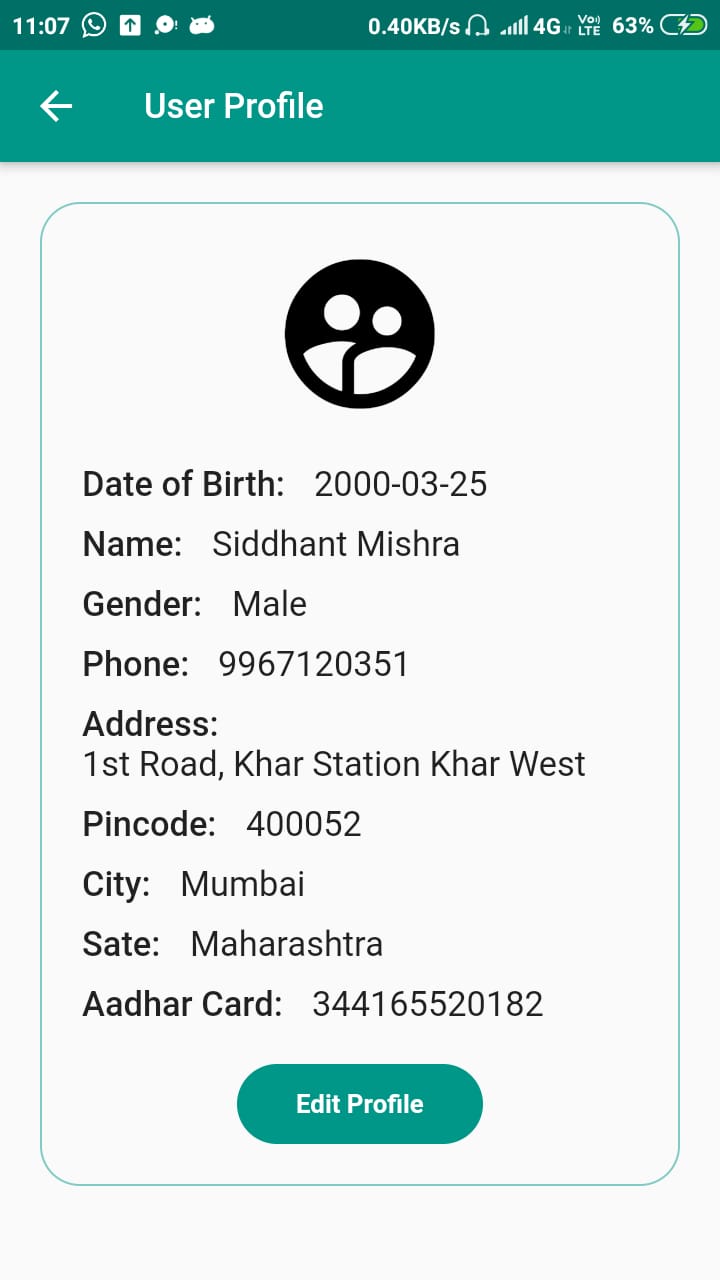 11:07 0.40KB/s 4G Vo) LTE 63%
User Profile
Date of Birth: 2000-03-25
Name: Siddhant Mishra
Gender: Male
Phone: 9967120351
Address:
1st Road, Khar Station Khar West
Pincode: 400052
City: Mumbai
Sate: Maharashtra
Aadhar Card: 344165520182
Edit Profile